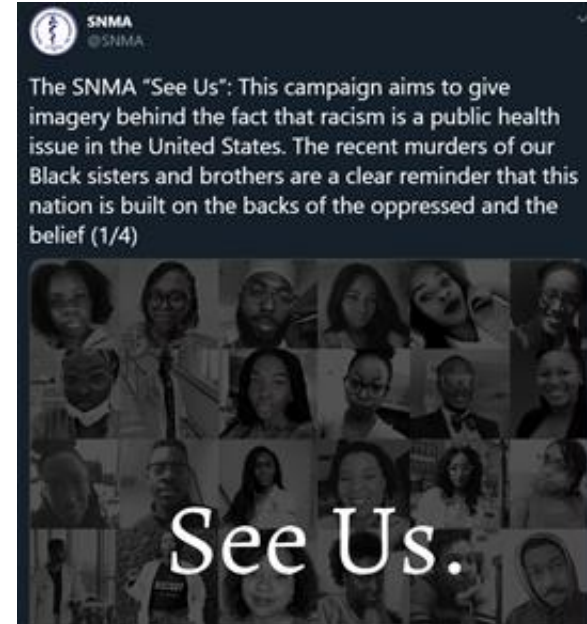 SNMA
@SNMA
The SNMA "See Us": This campaign aims to give
imagery behind the fact that racism is a public health
issue in the United States. The recent murders of our
Black sisters and brothers are a clear reminder that this
nation is built on the backs of the oppressed and the
belief (1/4)
See Us.